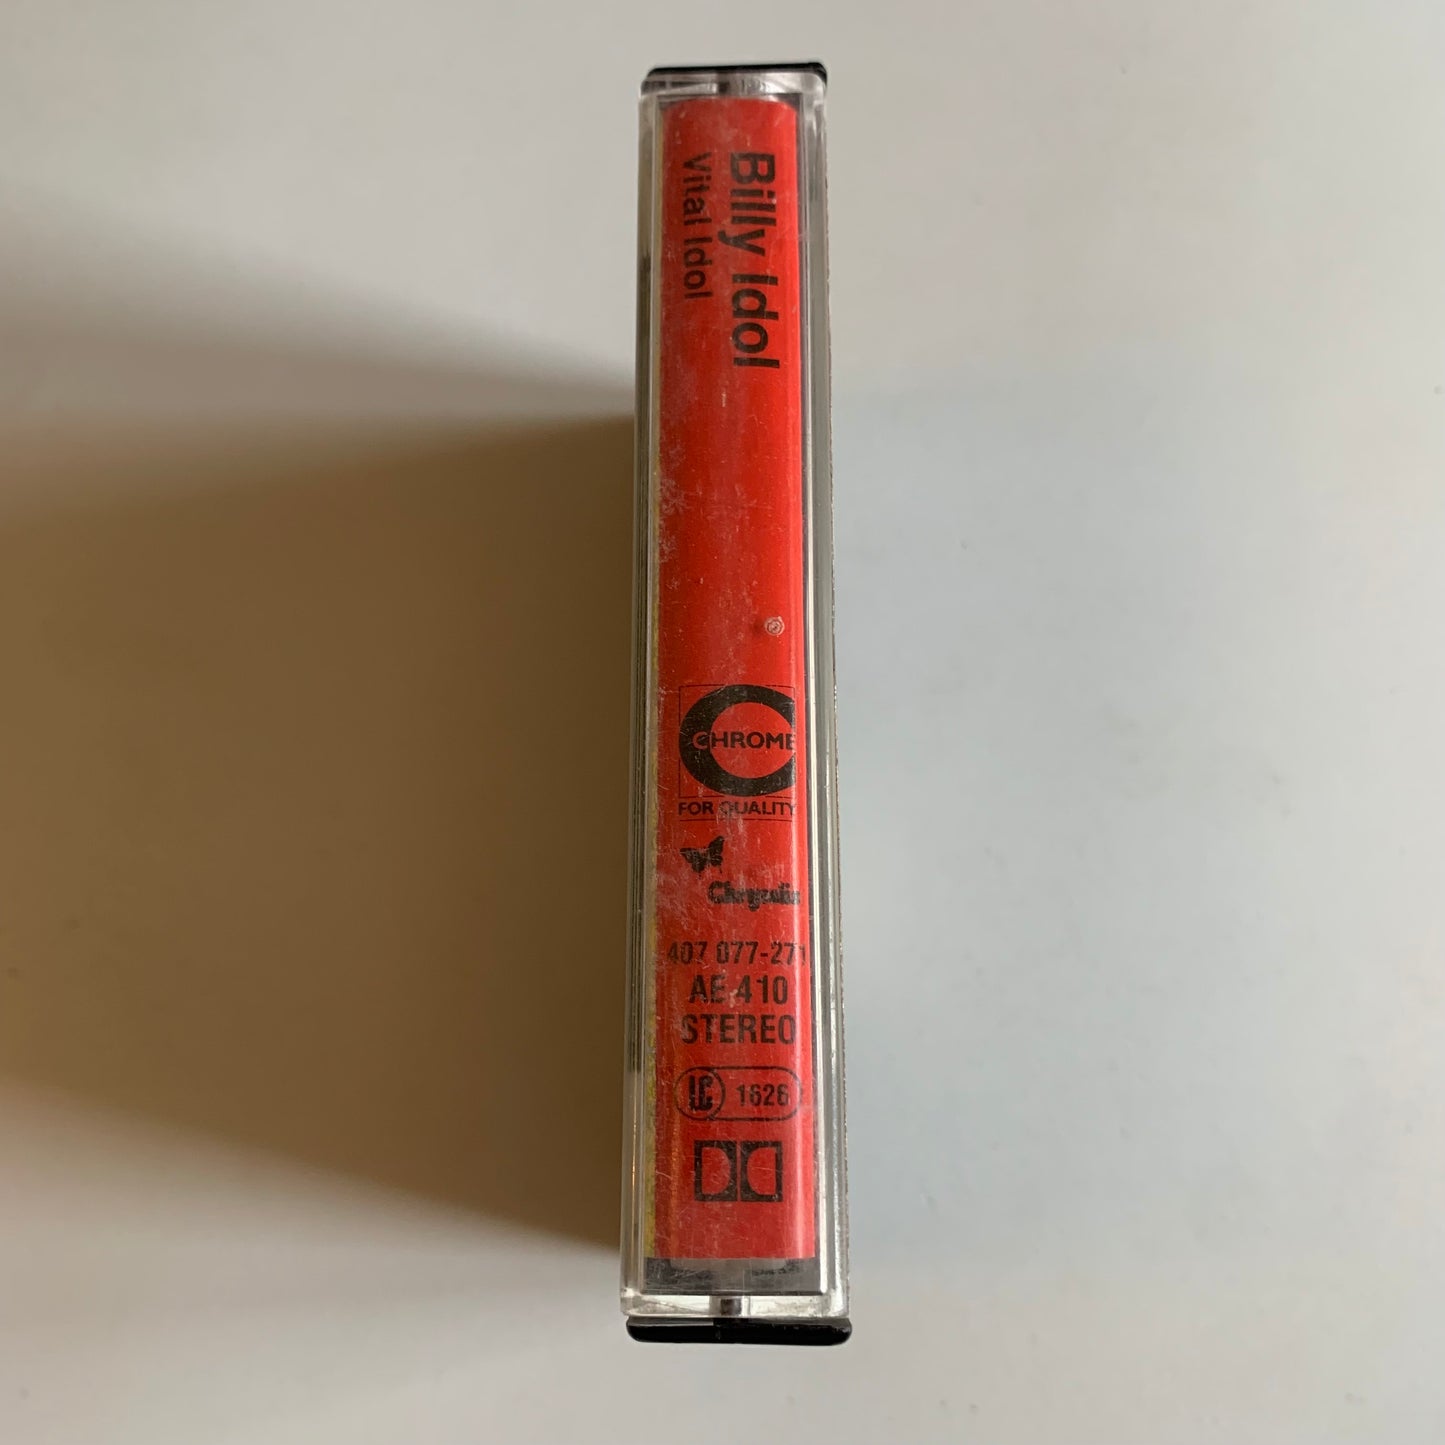 Billy Idol
Vital Idol
CHROME
FOR QUALITY
Chrysalis
407 077-271
AE 410
STEREO
LC 1626